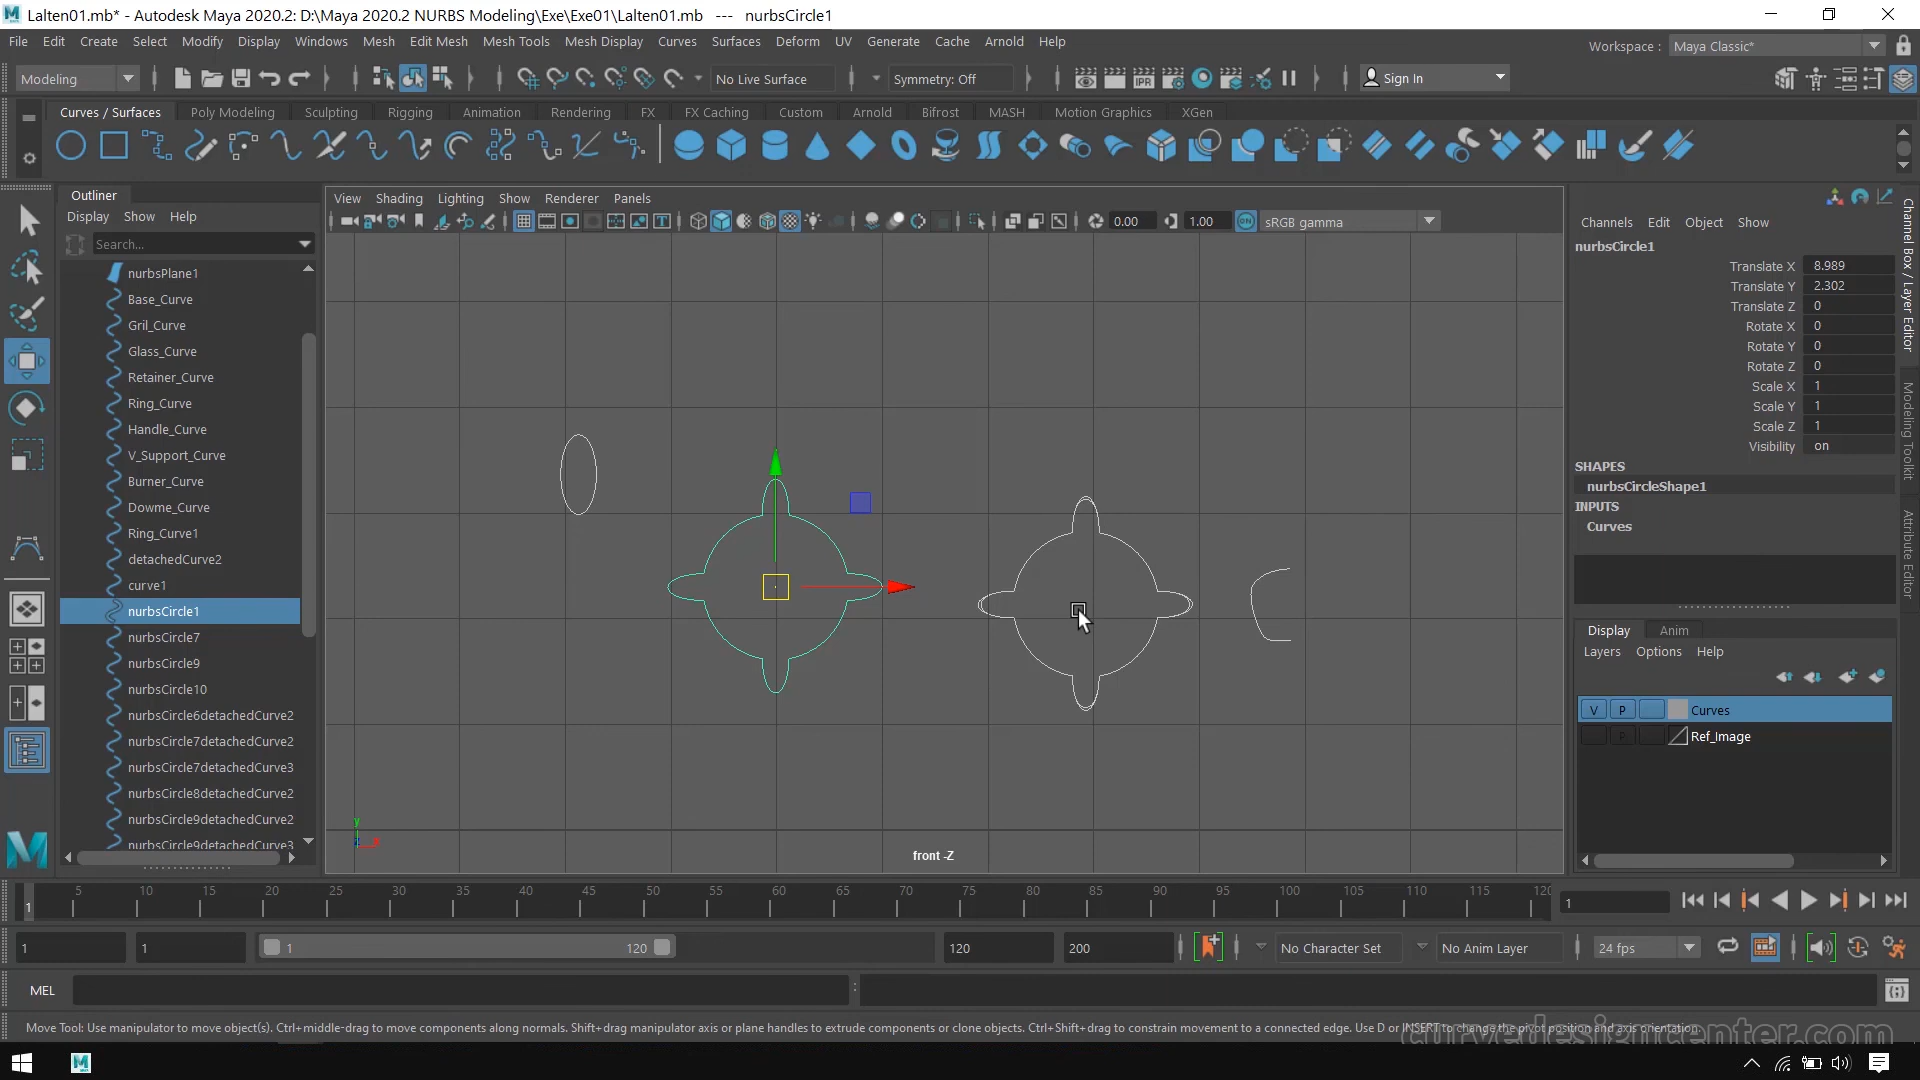 Lalten01.mb* - Autodesk Maya 2020.2: D:\Maya 2020.2 NURBS Modeling\Exe\Exe01\Lalten01.mb --- nurbsCircle1
File Edit Create Select Modify Display Windows Mesh Edit Mesh Mesh Tools Mesh Display Curves Surfaces Deform UV Generate Cache Arnold Help
Workspace : Maya Classic*
Modeling No Live Surface Symmetry: Off IPR Sign In
Curves / Surfaces Poly Modeling Sculpting Rigging Animation Rendering FX FX Caching Custom Arnold Bifrost MASH Motion Graphics XGen
Outliner
Display Show Help
Search...
nurbsPlane1
Base_Curve
Gril_Curve
Glass_Curve
Retainer_Curve
Ring_Curve
Handle_Curve
V_Support_Curve
Burner_Curve
Dowme_Curve
Ring_Curve1
detachedCurve2
curve1
nurbsCircle1
nurbsCircle7
nurbsCircle9
nurbsCircle10
nurbsCircle6detachedCurve2
nurbsCircle7detachedCurve2
nurbsCircle7detachedCurve3
nurbsCircle8detachedCurve2
nurbsCircle9detachedCurve2
nurbsCircle9detachedCurve3
View Shading Lighting Show Renderer Panels
0.00 1.00 ON sRGB gamma
y
z
x
front -Z
Channels Edit Object Show
nurbsCircle1
Translate X 8.989
Translate Y 2.302
Translate Z 0
Rotate X 0
Rotate Y 0
Rotate Z 0
Scale X 1
Scale Y 1
Scale Z 1
Visibility on
SHAPES
nurbsCircleShape1
INPUTS
Curves
Display Anim
Layers Options Help
V P Curves
P Ref_Image
Channel Box / Layer Editor
Modeling Toolkit
Attribute Editor
5 10 15 20 25 30 35 40 45 50 55 60 65 70 75 80 85 90 95 100 105 110 115 120
1
1
1 1 1 120 120 200 No Character Set No Anim Layer 24 fps
MEL
Move Tool: Use manipulator to move object(s). Ctrl+middle-drag to move components along normals. Shift+drag manipulator axis or plane handles to extrude components or clone objects. Ctrl+Shift+drag to constrain movement to a connected edge. Use D or INSERT to change the pivot position and axis orientation.
curvedesigncenter.com